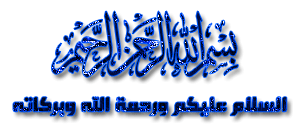 بسم الله الرحمن الرحيم
السلام عليكم ورحمة الله وبركاته